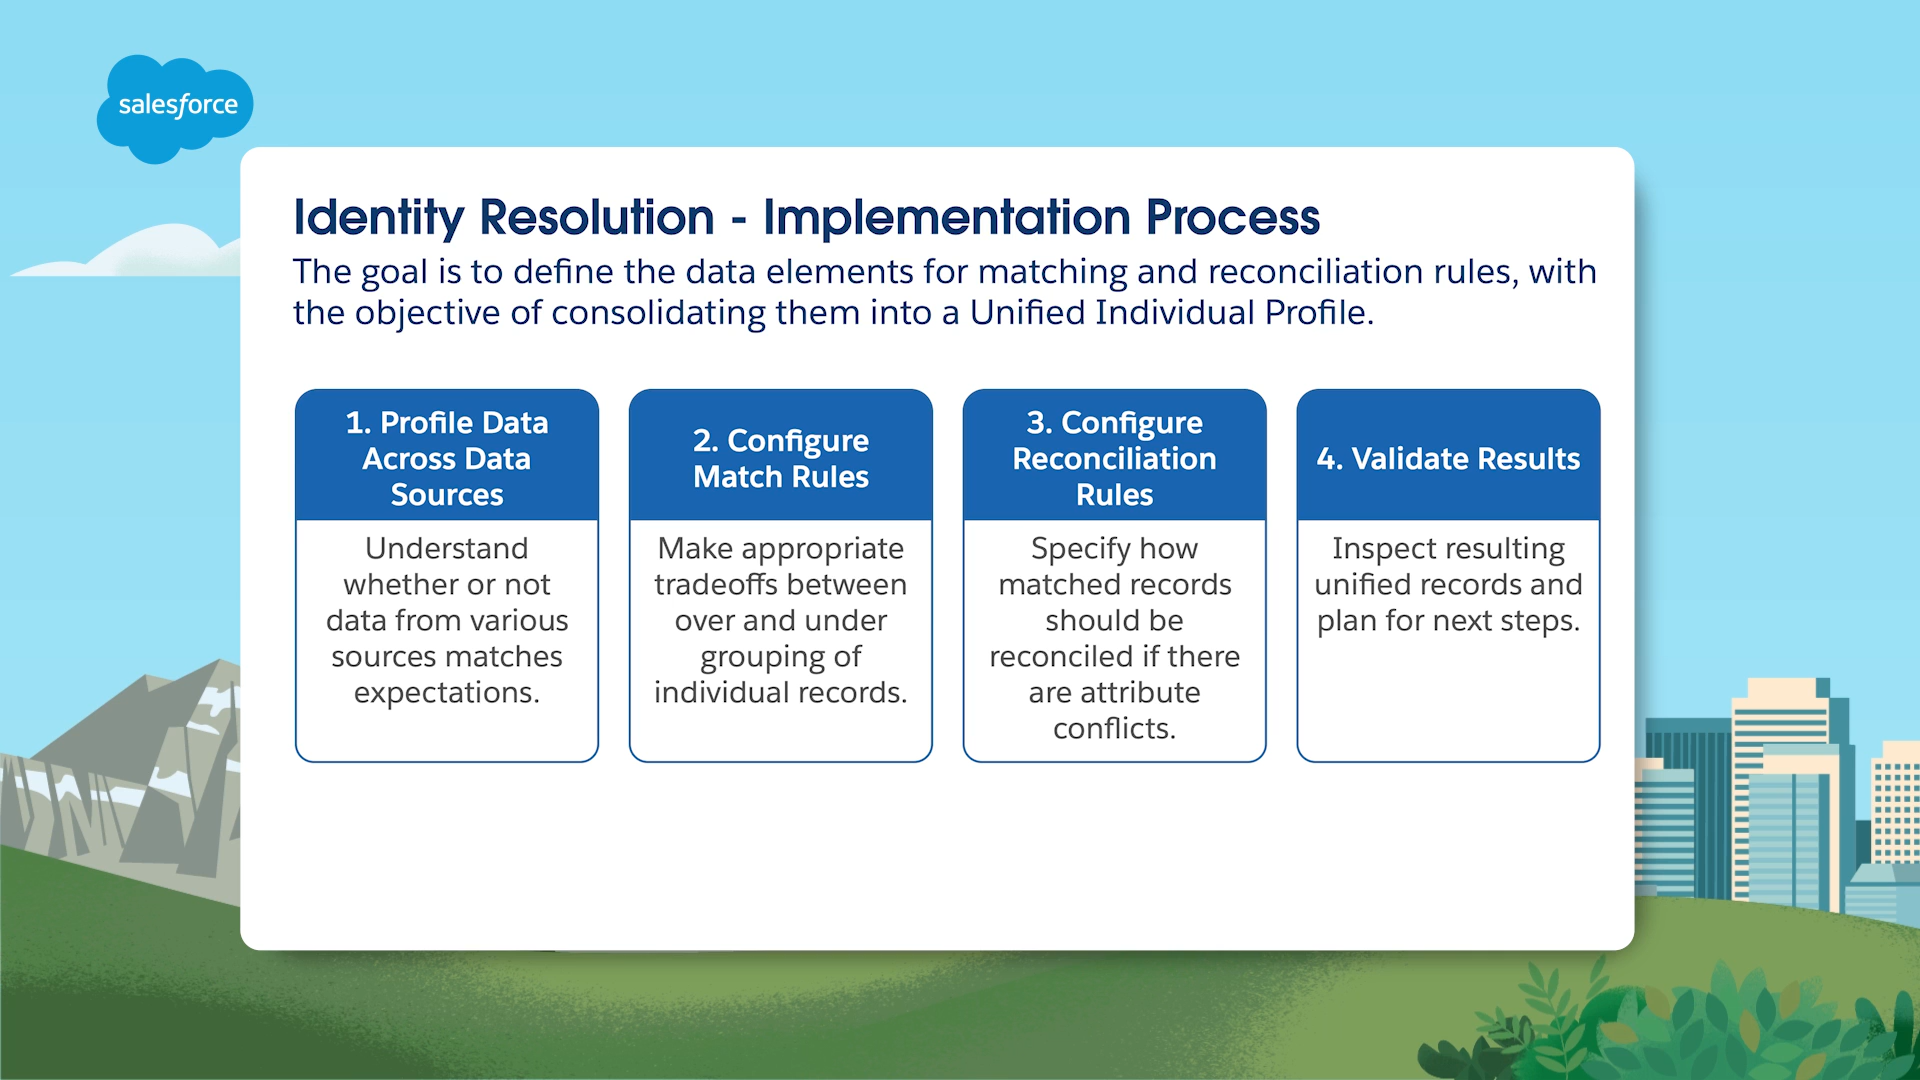 salesforce
Identity Resolution - Implementation Process
The goal is to define the data elements for matching and reconciliation rules, with
the objective of consolidating them into a Unified Individual Profile.
1. Profile Data
Across Data
Sources
Understand
whether or not
data from various
sources matches
expectations.
2. Configure
Match Rules
Make appropriate
tradeoffs between
over and under
grouping of
individual records.
3. Configure
Reconciliation
Rules
Specify how
matched records
should be
reconciled if there
are attribute
conflicts.
4. Validate Results
Inspect resulting
unified records and
plan for next steps.